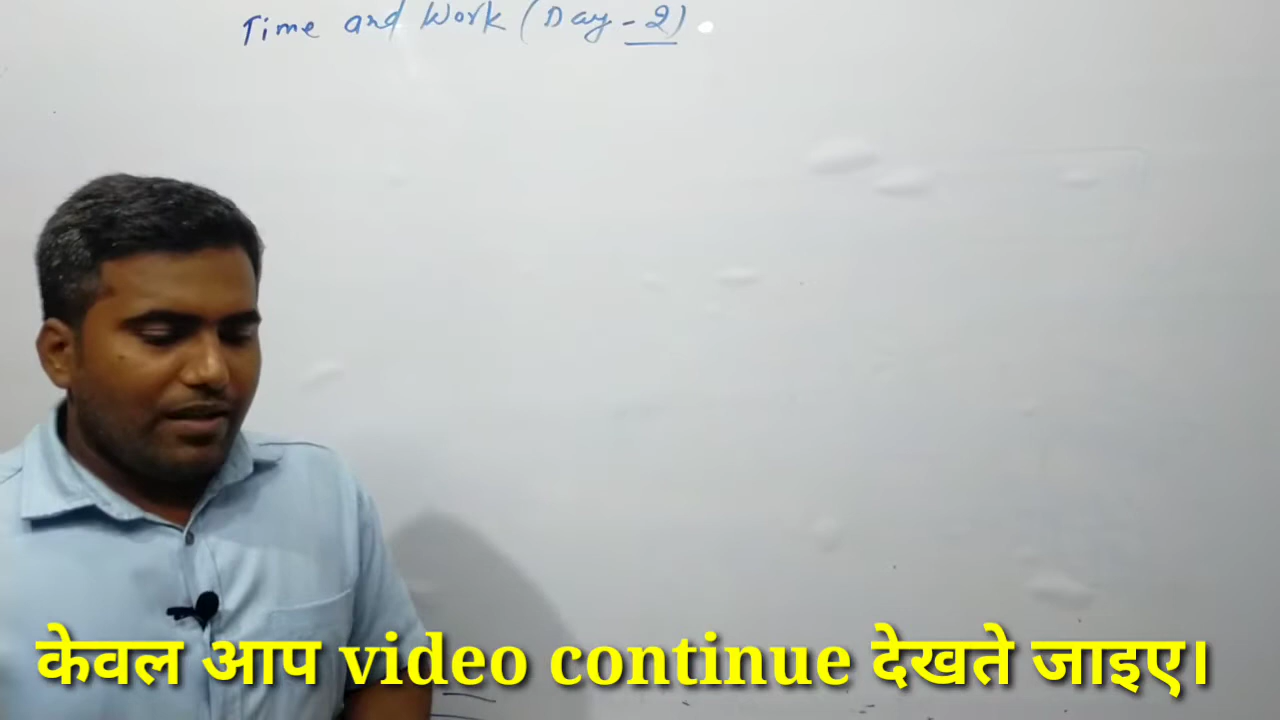 Time and Work (Day - 2)
केवल आप video continue देखते जाइए।